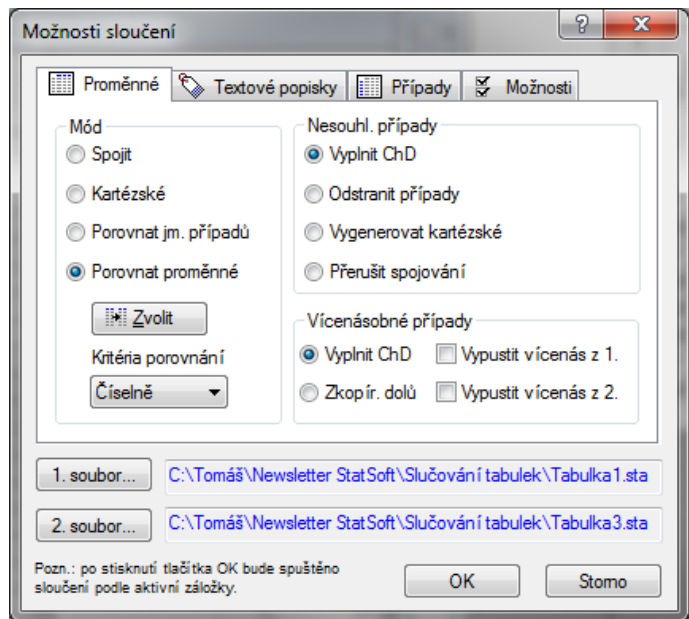 Možnosti sloučení
Proměnné
Textové popisky
Případy
Možnosti
Mód
Spojit
Kartézské
Porovnat jm. případů
Porovnat proměnné
Zvolit
Kritéria porovnání
Číselně
Nesouhl. případy
Vyplnit ChD
Odstranit případy
Vygenerovat kartézské
Přerušit spojování
Vícenásobné případy
Vyplnit ChD
Vypustit vícenás z 1.
Zkopír. dolů
Vypustit vícenás z 2.
1. soubor...
C:\Tomáš\Newsletter StatSoft\Slučování tabulek\Tabulka1.sta
2. soubor...
C:\Tomáš\Newsletter StatSoft\Slučování tabulek\Tabulka3.sta
Pozn.: po stisknutí tlačítka OK bude spuštěno
sloučení podle aktivní záložky.
OK
Storno